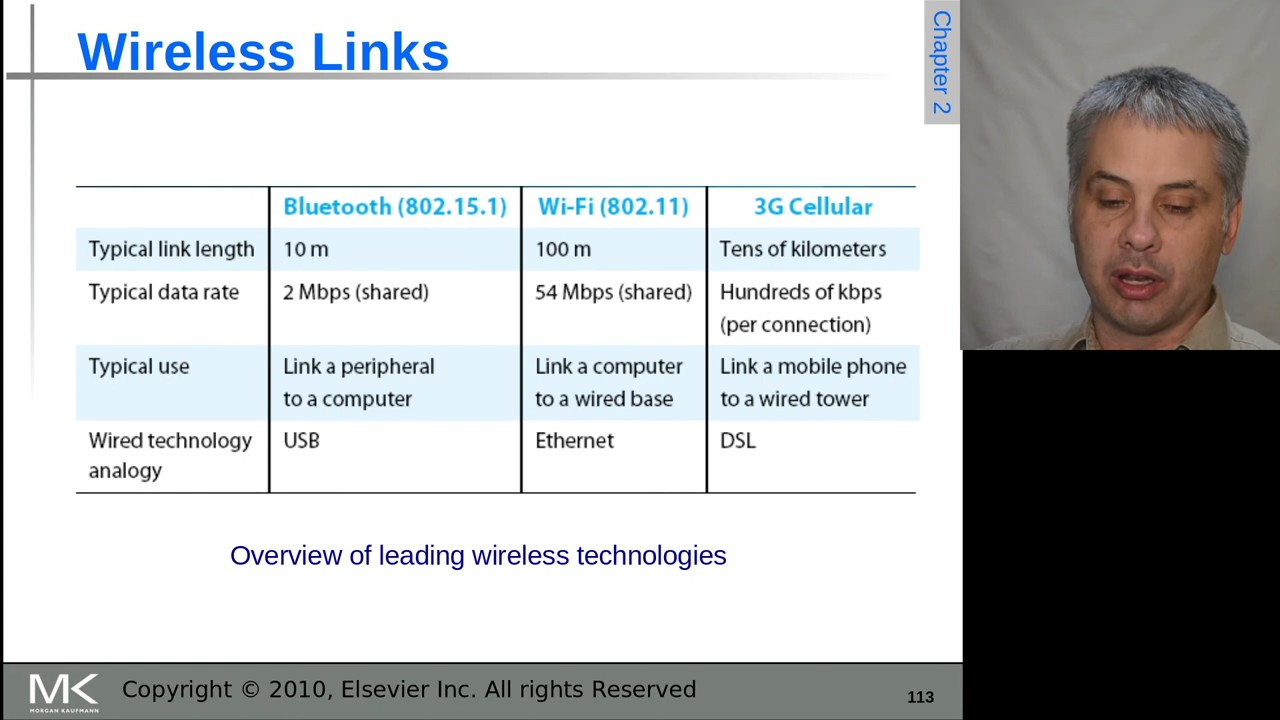 Wireless Links
Chapter 2
Bluetooth (802.15.1) Wi-Fi (802.11) 3G Cellular
Typical link length 10 m 100 m Tens of kilometers
Typical data rate 2 Mbps (shared) 54 Mbps (shared) Hundreds of kbps
(per connection)
Typical use Link a peripheral Link a computer Link a mobile phone
to a computer to a wired base to a wired tower
Wired technology USB Ethernet DSL
analogy
Overview of leading wireless technologies
MK
MORGAN KAUFMANN
Copyright © 2010, Elsevier Inc. All rights Reserved
113